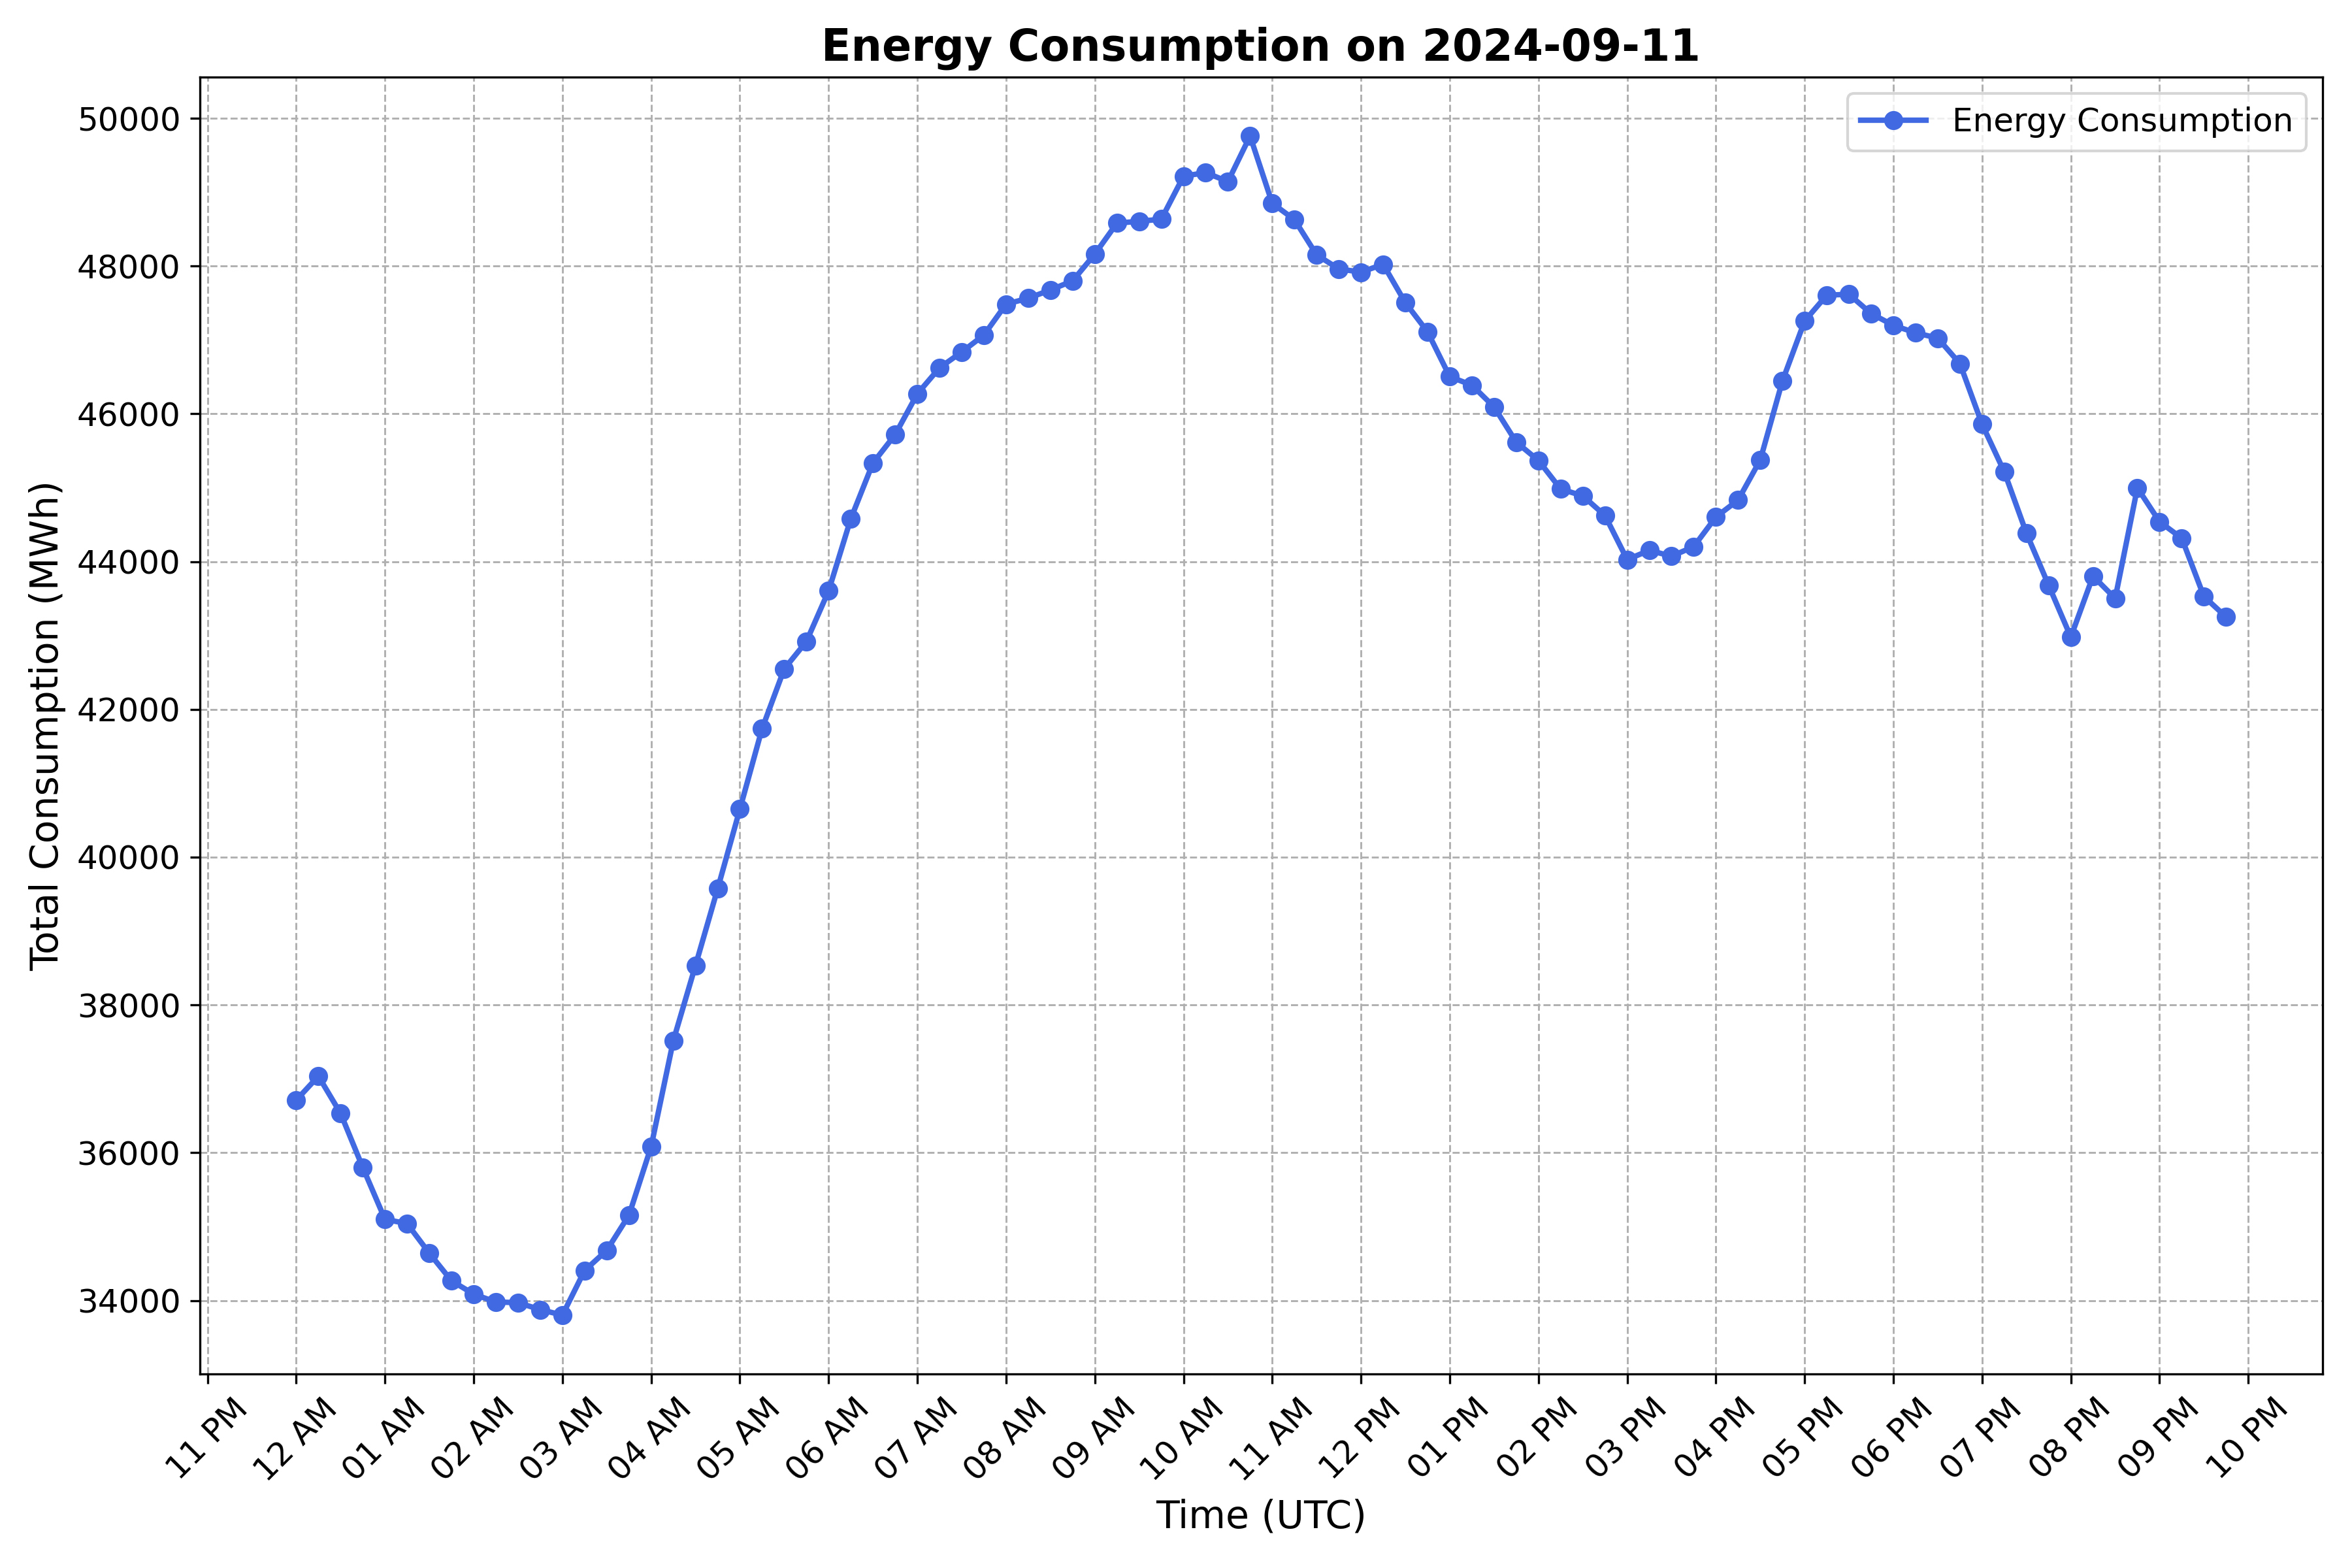 Energy Consumption on 2024-09-11
Energy Consumption
Total Consumption (MWh)
50000
48000
46000
44000
42000
40000
38000
36000
34000
11 PM
12 AM
01 AM
02 AM
03 AM
04 AM
05 AM
06 AM
07 AM
08 AM
09 AM
10 AM
11 AM
12 PM
01 PM
02 PM
03 PM
04 PM
05 PM
06 PM
07 PM
08 PM
09 PM
10 PM
Time (UTC)